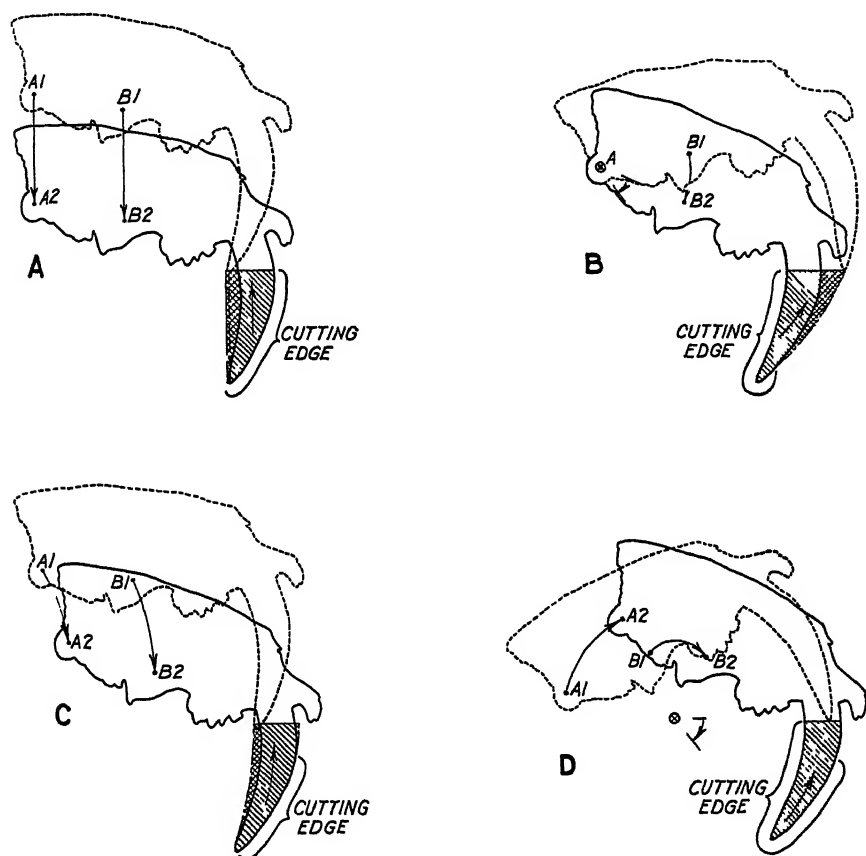 A1
B1
A2
B2
A
CUTTING
EDGE
A
B1
B2
B
CUTTING
EDGE
A1
B1
A2
B2
C
CUTTING
EDGE
A2
B1
B2
A1
D
CUTTING
EDGE